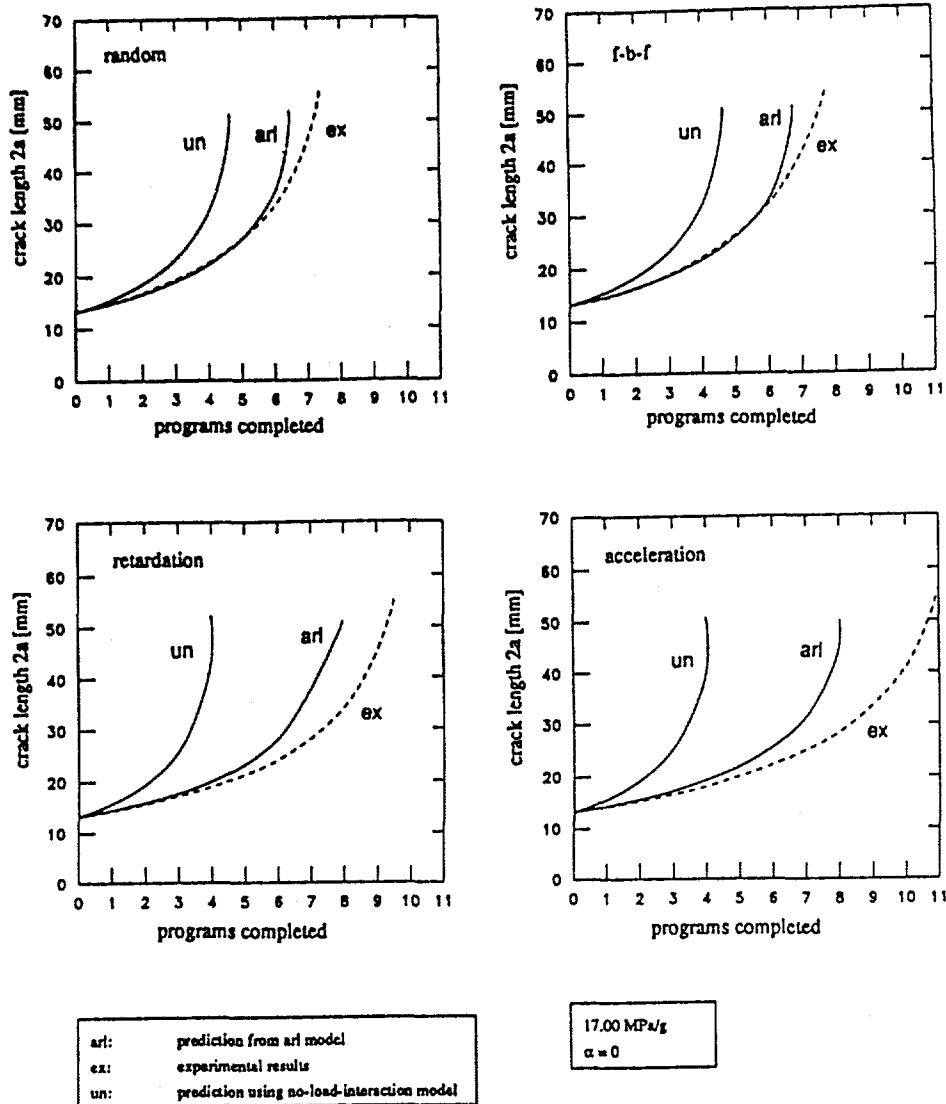 random
70
60
50
40
30
20
10
0
crack length 2a [mm]
un
arl
ex
0 1 2 3 4 5 6 7 8 9 10 11
programs completed
f-b-f
70
60
50
40
30
20
10
0
crack length 2a [mm]
un
arl
ex
0 1 2 3 4 5 6 7 8 9 10 11
programs completed
retardation
70
60
50
40
30
20
10
0
crack length 2a [mm]
un
arl
ex
0 1 2 3 4 5 6 7 8 9 10 11
programs completed
acceleration
70
60
50
40
30
20
10
0
crack length 2a [mm]
un
arl
ex
0 1 2 3 4 5 6 7 8 9 10 11
programs completed
arl: prediction from arl model
ex: experimental results
un: prediction using no-load-interaction model
17.00 MPa/g
α = 0